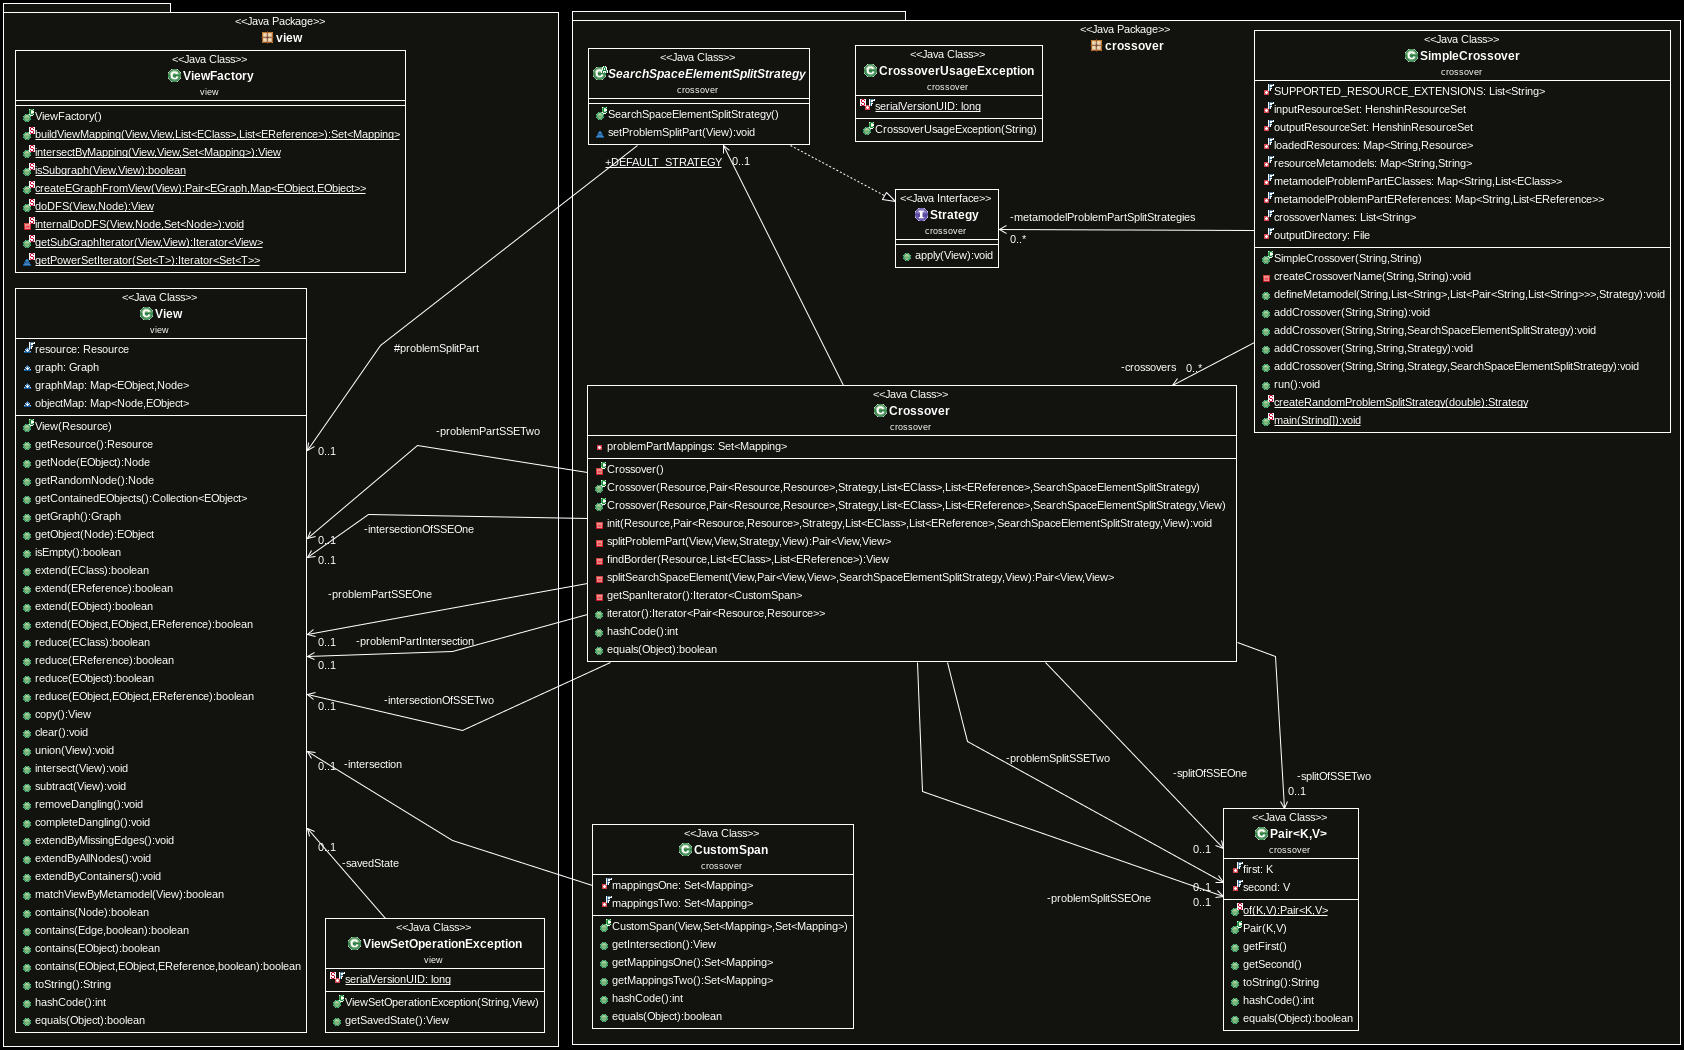 <<Java Package>>
view
<<Java Class>>
ViewFactory
view
ViewFactory()
buildViewMapping(View,View,List<EClass>,List<EReference>):Set<Mapping>
intersectByMapping(View,View,Set<Mapping>):View
isSubgraph(View,View):boolean
createEGraphFromView(View):Pair<EGraph,Map<EObject,EObject>>
doDFS(View,Node):View
internalDoDFS(View,Node,Set<Node>):void
getSubGraphIterator(View,View):Iterator<View>
getPowerSetIterator(Set<T>):Iterator<Set<T>>
<<Java Class>>
View
view
resource: Resource
graph: Graph
graphMap: Map<EObject,Node>
objectMap: Map<Node,EObject>
View(Resource)
getResource():Resource
getNode(EObject):Node
getRandomNode():Node
getContainedEObjects():Collection<EObject>
getGraph():Graph
getObject(Node):EObject
isEmpty():boolean
extend(EClass):boolean
extend(EReference):boolean
extend(EObject):boolean
extend(EObject,EObject,EReference):boolean
reduce(EClass):boolean
reduce(EReference):boolean
reduce(EObject):boolean
reduce(EObject,EObject,EReference):boolean
copy():View
clear():void
union(View):void
intersect(View):void
subtract(View):void
removeDangling():void
completeDangling():void
extendByMissingEdges():void
extendByAllNodes():void
extendByContainers():void
matchViewByMetamodel(View):boolean
contains(Node):boolean
contains(Edge,boolean):boolean
contains(EObject):boolean
contains(EObject,EObject,EReference,boolean):boolean
toString():String
hashCode():int
equals(Object):boolean
#problemSplitPart
0..1
-problemPartSSETwo
0..1
-intersectionOfSSEOne
0..1
-problemPartSSEOne
0..1
-problemPartIntersection
0..1
-intersectionOfSSETwo
0..1
-intersection
0..1
-savedState
0..1
<<Java Class>>
ViewSetOperationException
view
serialVersionUID: long
ViewSetOperationException(String,View)
getSavedState():View
<<Java Package>>
crossover
<<Java Class>>
SearchSpaceElementSplitStrategy
crossover
SearchSpaceElementSplitStrategy()
setProblemSplitPart(View):void
+DEFAULT_STRATEGY
0..1
<<Java Class>>
CrossoverUsageException
crossover
serialVersionUID: long
CrossoverUsageException(String)
<<Java Interface>>
Strategy
crossover
apply(View):void
-metamodelProblemPartSplitStrategies
0..*
<<Java Class>>
SimpleCrossover
crossover
SUPPORTED_RESOURCE_EXTENSIONS: List<String>
inputResourceSet: HenshinResourceSet
outputResourceSet: HenshinResourceSet
loadedResources: Map<String,Resource>
resourceMetamodels: Map<String,String>
metamodelProblemPartEClasses: Map<String,List<EClass>>
metamodelProblemPartEReferences: Map<String,List<EReference>>
crossoverNames: List<String>
outputDirectory: File
SimpleCrossover(String,String)
createCrossoverName(String,String):void
defineMetamodel(String,List<String>,List<Pair<String,List<String>>>,Strategy):void
addCrossover(String,String):void
addCrossover(String,String,SearchSpaceElementSplitStrategy):void
addCrossover(String,String,Strategy):void
addCrossover(String,String,Strategy,SearchSpaceElementSplitStrategy):void
run():void
createRandomProblemSplitStrategy(double):Strategy
main(String[]):void
-crossovers
0..*
<<Java Class>>
Crossover
crossover
problemPartMappings: Set<Mapping>
Crossover()
Crossover(Resource,Pair<Resource,Resource>,Strategy,List<EClass>,List<EReference>,SearchSpaceElementSplitStrategy)
Crossover(Resource,Pair<Resource,Resource>,Strategy,List<EClass>,List<EReference>,SearchSpaceElementSplitStrategy,View)
init(Resource,Pair<Resource,Resource>,Strategy,List<EClass>,List<EReference>,SearchSpaceElementSplitStrategy,View):void
splitProblemPart(View,View,Strategy,View):Pair<View,View>
findBorder(Resource,List<EClass>,List<EReference>):View
splitSearchSpaceElement(View,Pair<View,View>,SearchSpaceElementSplitStrategy,View):Pair<View,View>
getSpanIterator():Iterator<CustomSpan>
iterator():Iterator<Pair<Resource,Resource>>
hashCode():int
equals(Object):boolean
-problemSplitSSETwo
0..1
-splitOfSSEOne
0..1
-splitOfSSETwo
0..1
-problemSplitSSEOne
0..1
<<Java Class>>
CustomSpan
crossover
mappingsOne: Set<Mapping>
mappingsTwo: Set<Mapping>
CustomSpan(View,Set<Mapping>,Set<Mapping>)
getIntersection():View
getMappingsOne():Set<Mapping>
getMappingsTwo():Set<Mapping>
hashCode():int
equals(Object):boolean
<<Java Class>>
Pair<K,V>
crossover
first: K
second: V
of(K,V):Pair<K,V>
Pair(K,V)
getFirst()
getSecond()
toString():String
hashCode():int
equals(Object):boolean